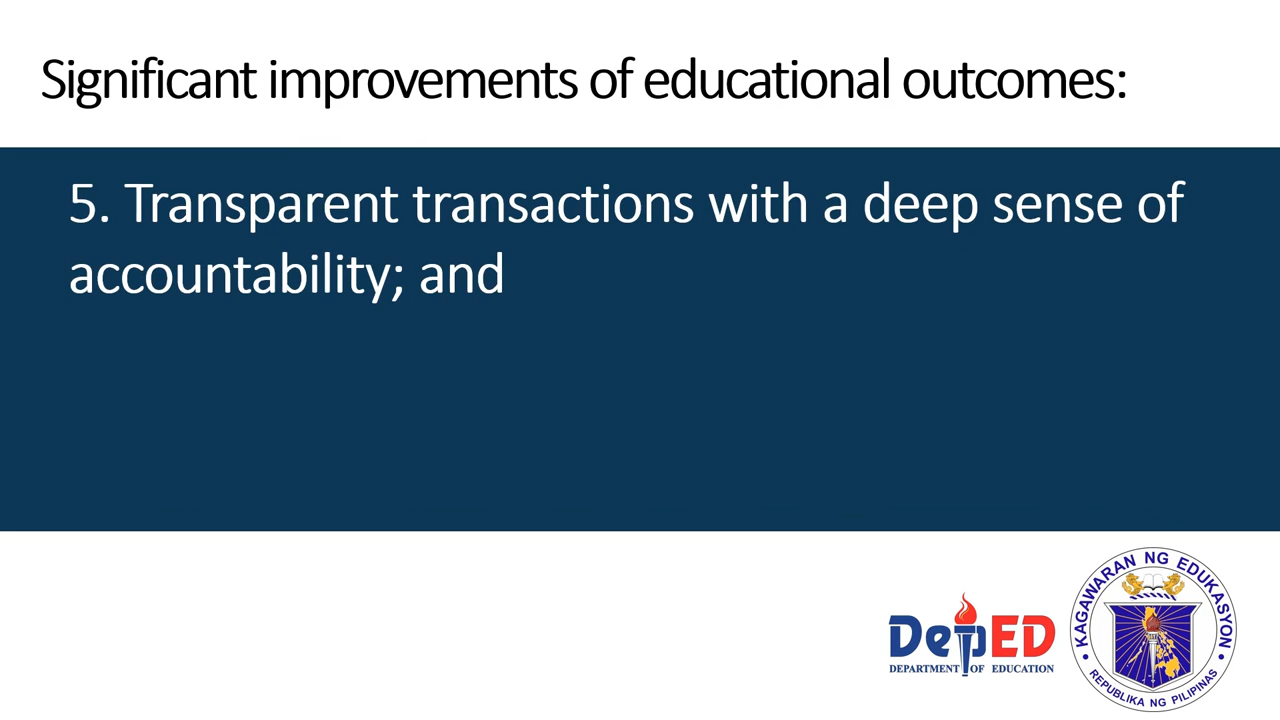 Significant improvements of educational outcomes:
5. Transparent transactions with a deep sense of
accountability; and
DepED
DEPARTMENT OF EDUCATION
KAGAWARAN NG EDUKASYON
REPUBLIKA NG PILIPINAS